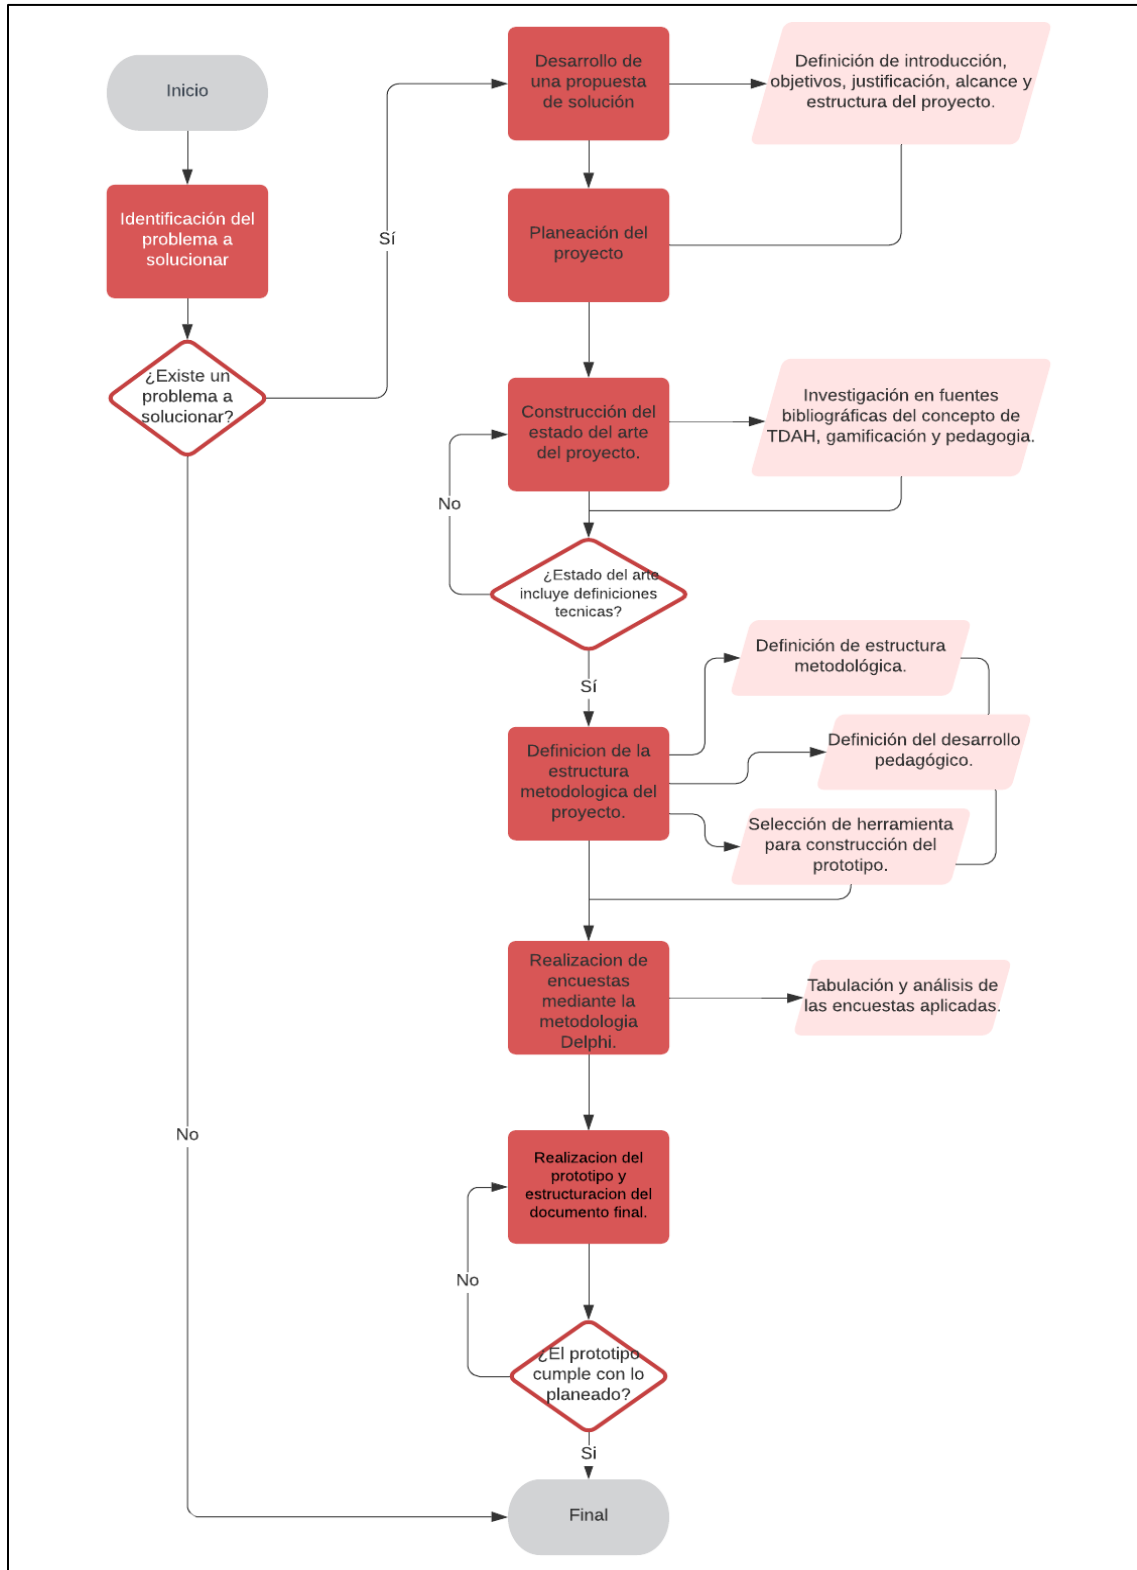 Inicio
Identificación del
problema a
solucionar
¿Existe un
problema a
solucionar?
Sí
No
Desarrollo de
una propuesta
de solución
Definición de introducción,
objetivos, justificación, alcance y
estructura del proyecto.
Planeación del
proyecto
Construcción del
estado del arte
del proyecto.
Investigación en fuentes
bibliográficas del concepto de
TDAH, gamificación y pedagogia.
No
¿Estado del arte
incluye definiciones
tecnicas?
Sí
Definicion de la
estructura
metodologica del
proyecto.
Definición de estructura
metodológica.
Definición del desarrollo
pedagógico.
Selección de herramienta
para construcción del
prototipo.
Realizacion de
encuestas
mediante la
metodologia
Delphi.
Tabulación y análisis de
las encuestas aplicadas.
Realizacion del
prototipo y
estructuracion del
documento final.
No
¿El prototipo
cumple con lo
planeado?
Si
Final